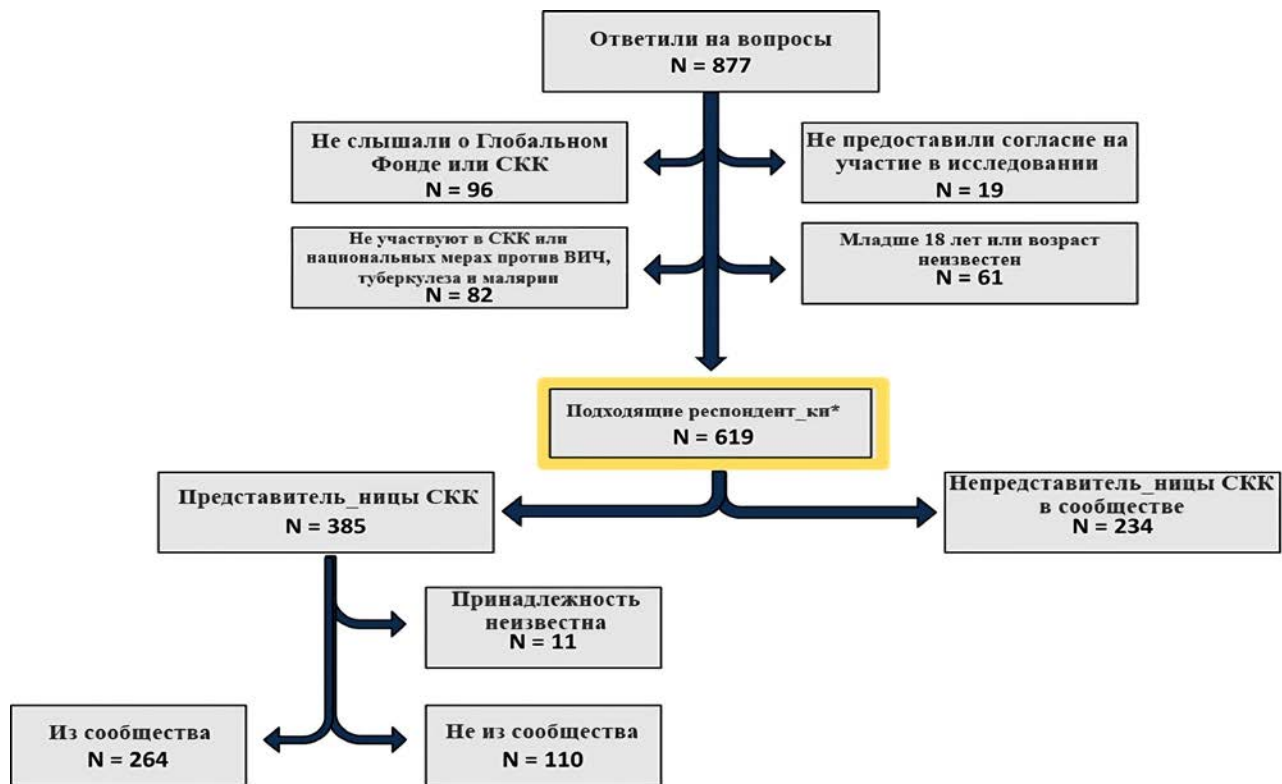 Ответили на вопросы
N = 877
Не слышали о Глобальном
Фонде или СКК
N = 96
Не предоставили согласие на
участие в исследовании
N = 19
Не участвуют в СКК или
национальных мерах против ВИЧ,
туберкулеза и малярии
N = 82
Младше 18 лет или возраст
неизвестен
N = 61
Подходящие респондент_ки*
N = 619
Представитель_ницы СКК
N = 385
Непредставитель_ницы СКК
в сообществе
N = 234
Принадлежность
неизвестна
N = 11
Из сообщества
N = 264
Не из сообщества
N = 110